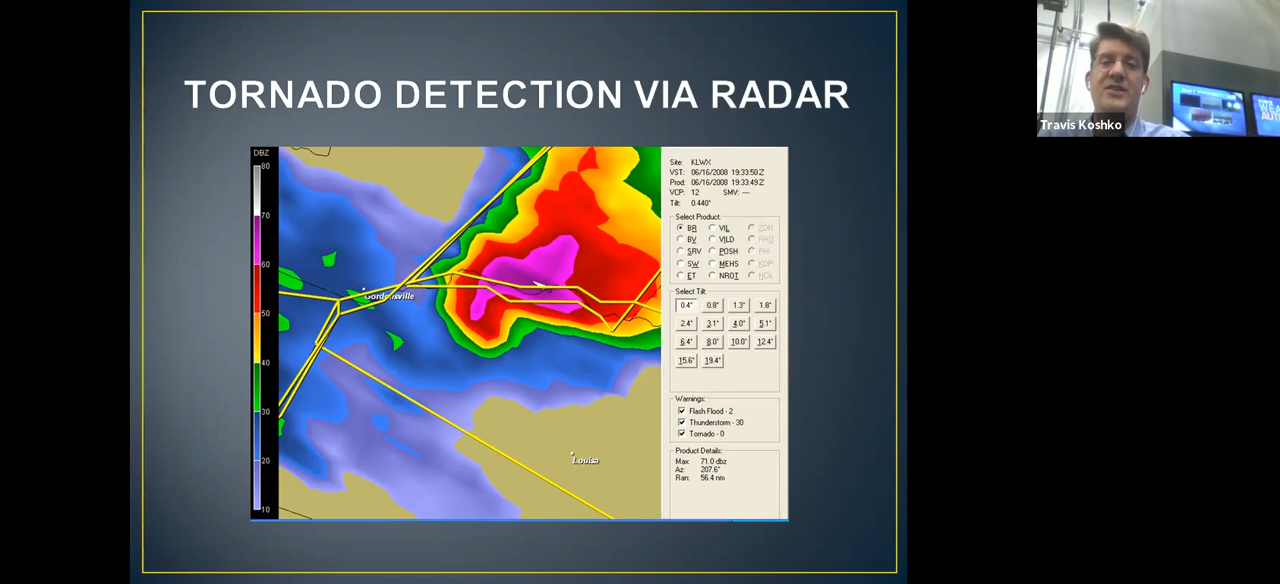 TORNADO DETECTION VIA RADAR
Travis Koshko
DBZ
80
70
60
50
40
30
20
10
Gordonsville
Louisa
Site: KLWX
VST: 06/16/2008 19:33:50Z
Prod: 06/16/2008 19:33:49Z
VCP: 12 SMV: ---
Tilt: 0.440°
Select Product
BR VIL ZDR
BV VILD RHO
SRV POSH PHI
SW MEHS KDP
ET NROT HCA
Select Tilt
0.4° 0.8° 1.3° 1.8°
2.4° 3.1° 4.0° 5.1°
6.4° 8.0° 10.0° 12.4°
15.6° 19.4°
Warnings:
Flash Flood - 2
Thunderstorm - 30
Tornado - 0
Product Details:
Max: 71.0 dbz
Az: 207.6°
Ran: 56.4 nm